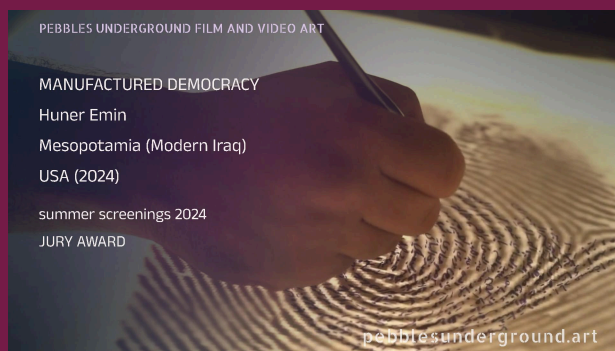 PEBBLES UNDERGROUND FILM AND VIDEO ART
MANUFACTURED DEMOCRACY
Huner Emin
Mesopotamia (Modern Iraq)
USA (2024)
summer screenings 2024
JURY AWARD
pebblesunderground.art